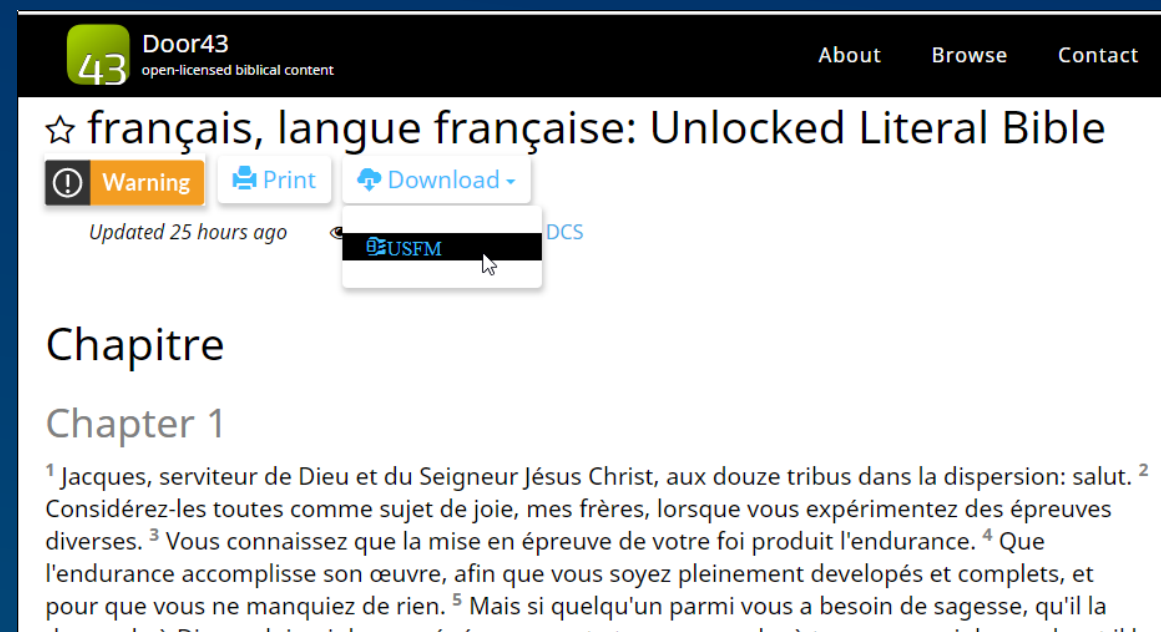 43
Door43
open-licensed biblical content
About Browse Contact
français, langue française: Unlocked Literal Bible
Warning Print Download
Updated 25 hours ago DCS
USFM
Chapitre
Chapter 1
1 Jacques, serviteur de Dieu et du Seigneur Jésus Christ, aux douze tribus dans la dispersion: salut. 2
Considérez-les toutes comme sujet de joie, mes frères, lorsque vous expérimentez des épreuves
diverses. 3 Vous connaissez que la mise en épreuve de votre foi produit l'endurance. 4 Que
l'endurance accomplisse son œuvre, afin que vous soyez pleinement developés et complets, et
pour que vous ne manquiez de rien. 5 Mais si quelqu'un parmi vous a besoin de sagesse, qu'il la